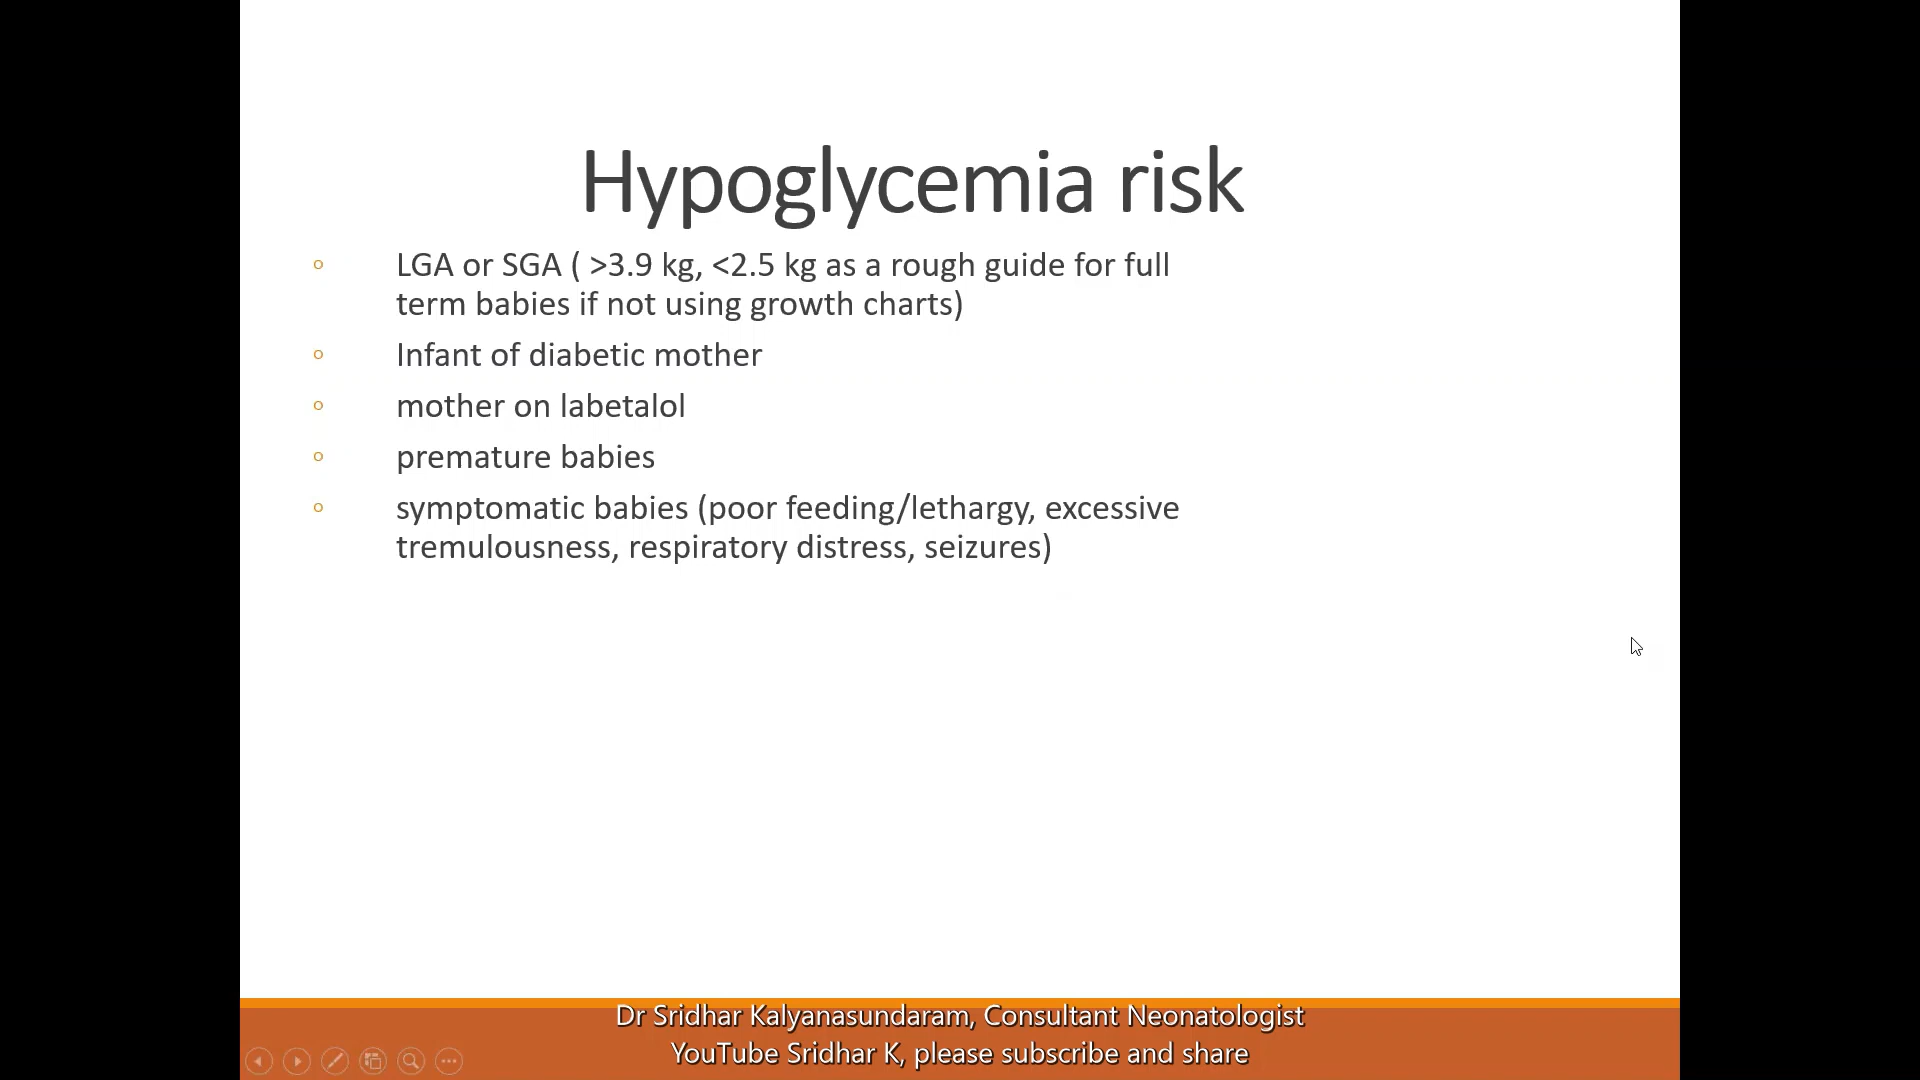 Hypoglycemia risk
LGA or SGA ( >3.9 kg, <2.5 kg as a rough guide for full
term babies if not using growth charts)
Infant of diabetic mother
mother on labetalol
premature babies
symptomatic babies (poor feeding/lethargy, excessive
tremulousness, respiratory distress, seizures)
Dr Sridhar Kalyanasundaram, Consultant Neonatologist
YouTube Sridhar K, please subscribe and share